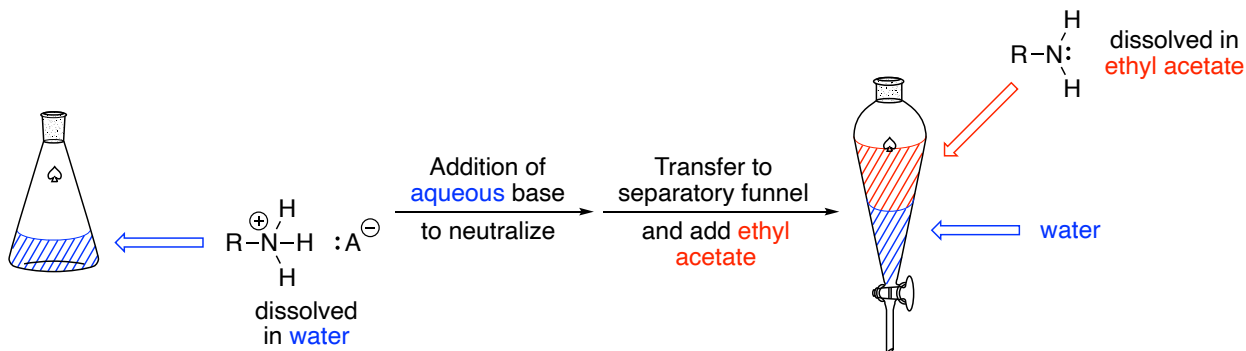 H
R–N–H :A⊖
⊕
H
H
dissolved
in water
Addition of
aqueous base
to neutralize
Transfer to
separatory funnel
and add ethyl
acetate
H
R–N:
H
dissolved in
ethyl acetate
water